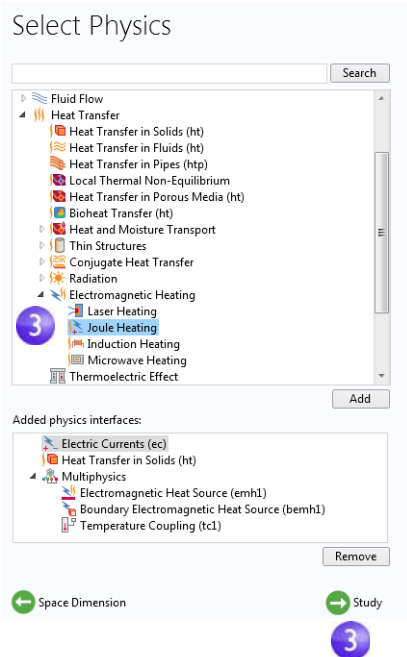 Select Physics
Search
Fluid Flow
Heat Transfer
Heat Transfer in Solids (ht)
Heat Transfer in Fluids (ht)
Heat Transfer in Pipes (htp)
Local Thermal Non-Equilibrium
Heat Transfer in Porous Media (ht)
Bioheat Transfer (ht)
Heat and Moisture Transport
Thin Structures
Conjugate Heat Transfer
Radiation
Electromagnetic Heating
Laser Heating
3 Joule Heating
Induction Heating
Microwave Heating
Thermoelectric Effect
Add
Added physics interfaces:
Electric Currents (ec)
Heat Transfer in Solids (ht)
Multiphysics
Electromagnetic Heat Source (emh1)
Boundary Electromagnetic Heat Source (bemh1)
Temperature Coupling (tc1)
Remove
Space Dimension Study
3